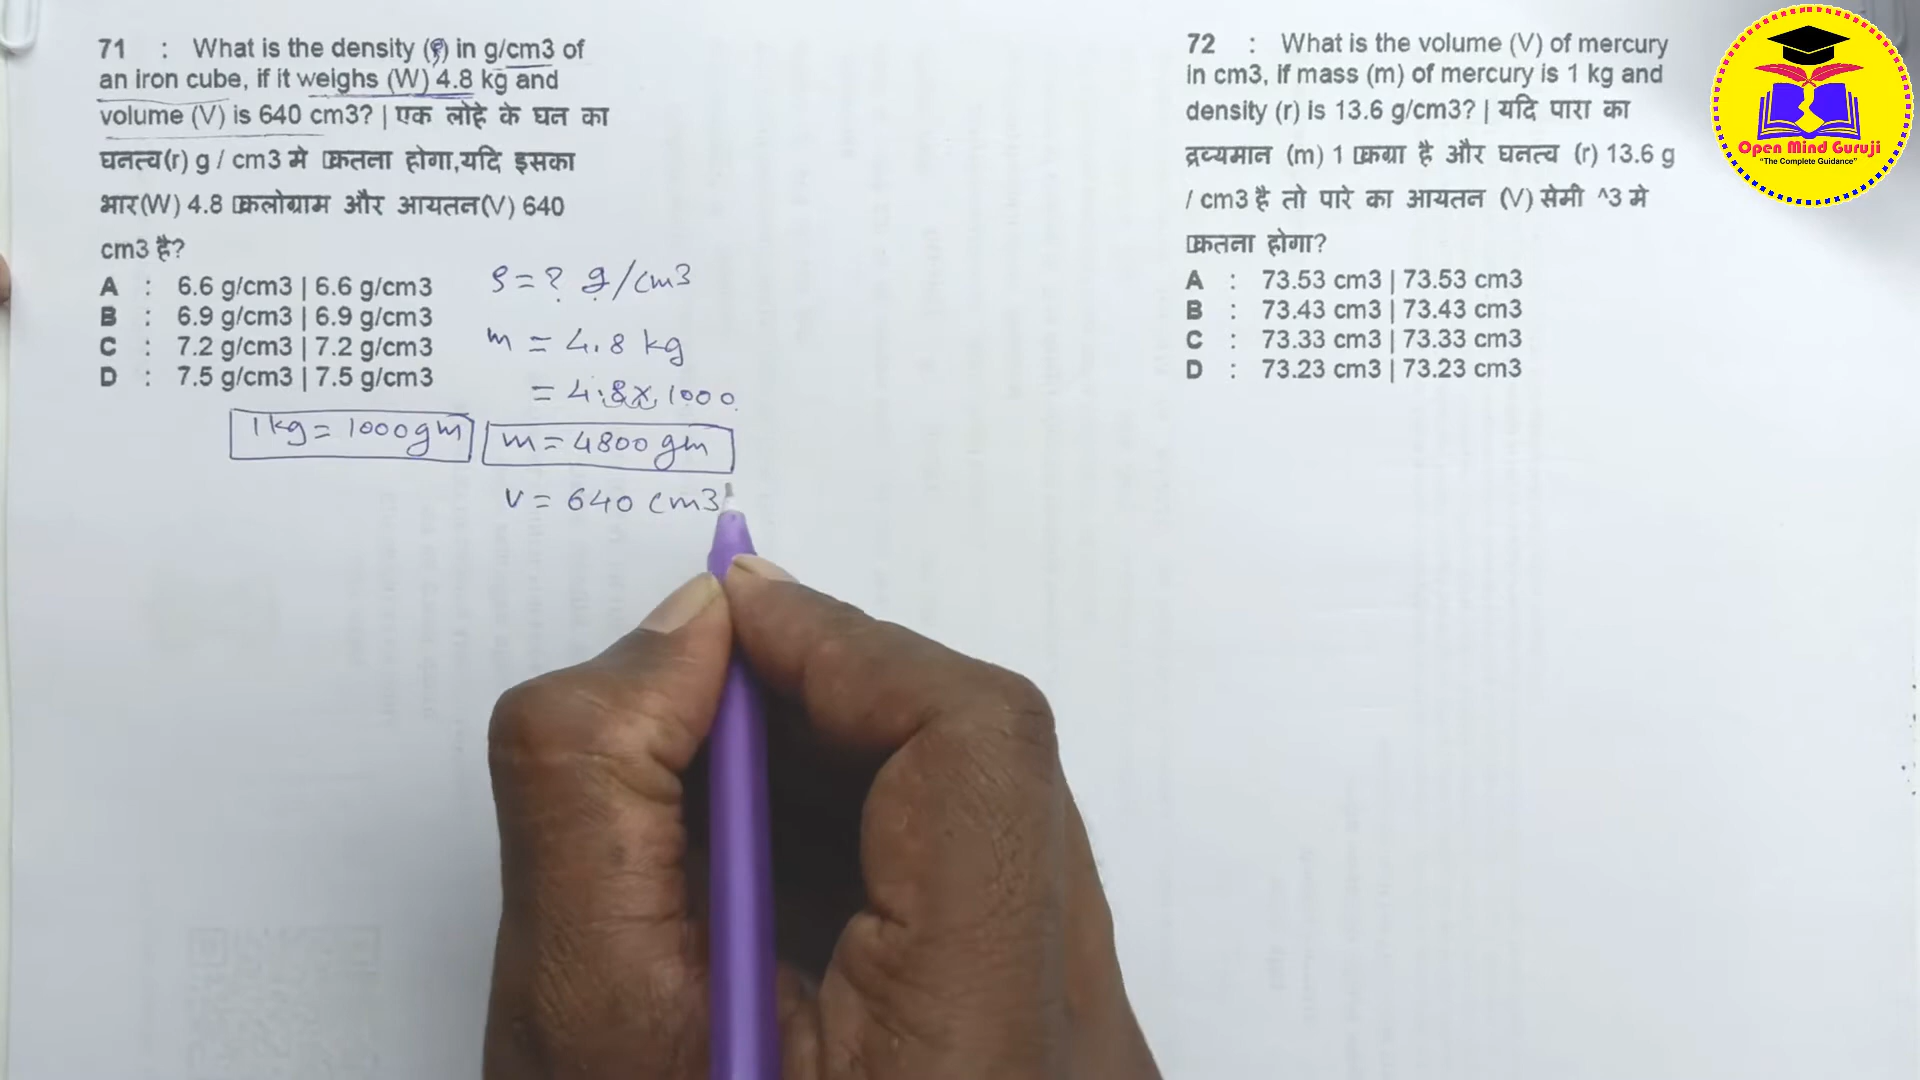 71 : What is the density (ρ) in g/cm3 of
an iron cube, if it weighs (W) 4.8 kg and
volume (V) is 640 cm3? | एक लोहे के घन का
घनत्व(r) g / cm3 मे कितना होगा,यदि इसका
भार(W) 4.8 किलोग्राम और आयतन(V) 640
cm3 है?
A : 6.6 g/cm3 | 6.6 g/cm3
B : 6.9 g/cm3 | 6.9 g/cm3
C : 7.2 g/cm3 | 7.2 g/cm3
D : 7.5 g/cm3 | 7.5 g/cm3
ρ = ? g/cm3
m = 4.8 kg
= 4.8 x 1000
1kg = 1000gm
m = 4800 gm
v = 640 cm3
72 : What is the volume (V) of mercury
in cm3, if mass (m) of mercury is 1 kg and
density (r) is 13.6 g/cm3? | यदि पारा का
द्रव्यमान (m) 1 किग्रा है और घनत्व (r) 13.6 g
/ cm3 है तो पारे का आयतन (V) सेमी ^3 मे
कितना होगा?
A : 73.53 cm3 | 73.53 cm3
B : 73.43 cm3 | 73.43 cm3
C : 73.33 cm3 | 73.33 cm3
D : 73.23 cm3 | 73.23 cm3
Open Mind Guruji
"The Complete Guidance"